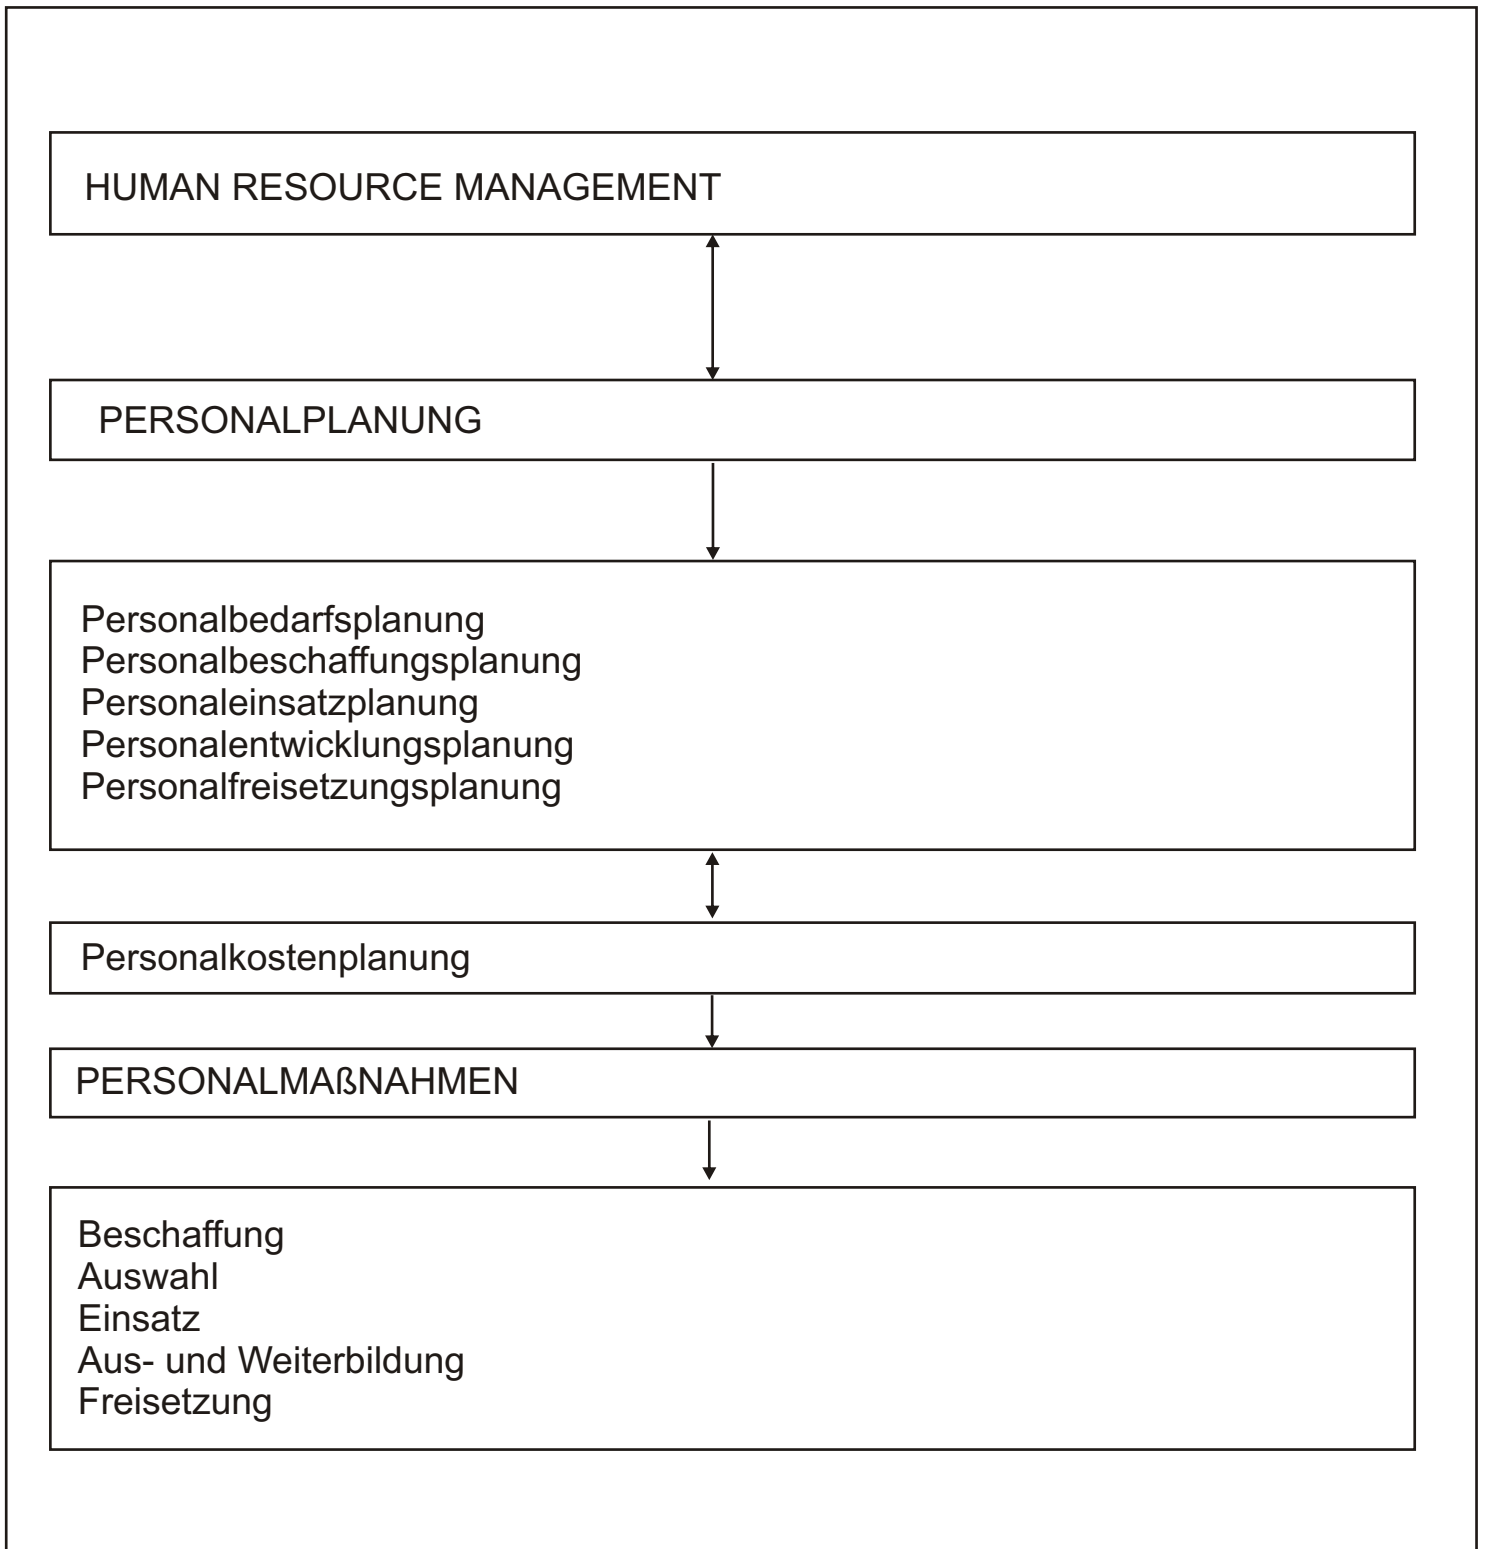 HUMAN RESOURCE MANAGEMENT
PERSONALPLANUNG
Personalbedarfsplanung
Personalbeschaffungsplanung
Personaleinsatzplanung
Personalentwicklungsplanung
Personalfreisetzungsplanung
Personalkostenplanung
PERSONALMAßNAHMEN
Beschaffung
Auswahl
Einsatz
Aus- und Weiterbildung
Freisetzung